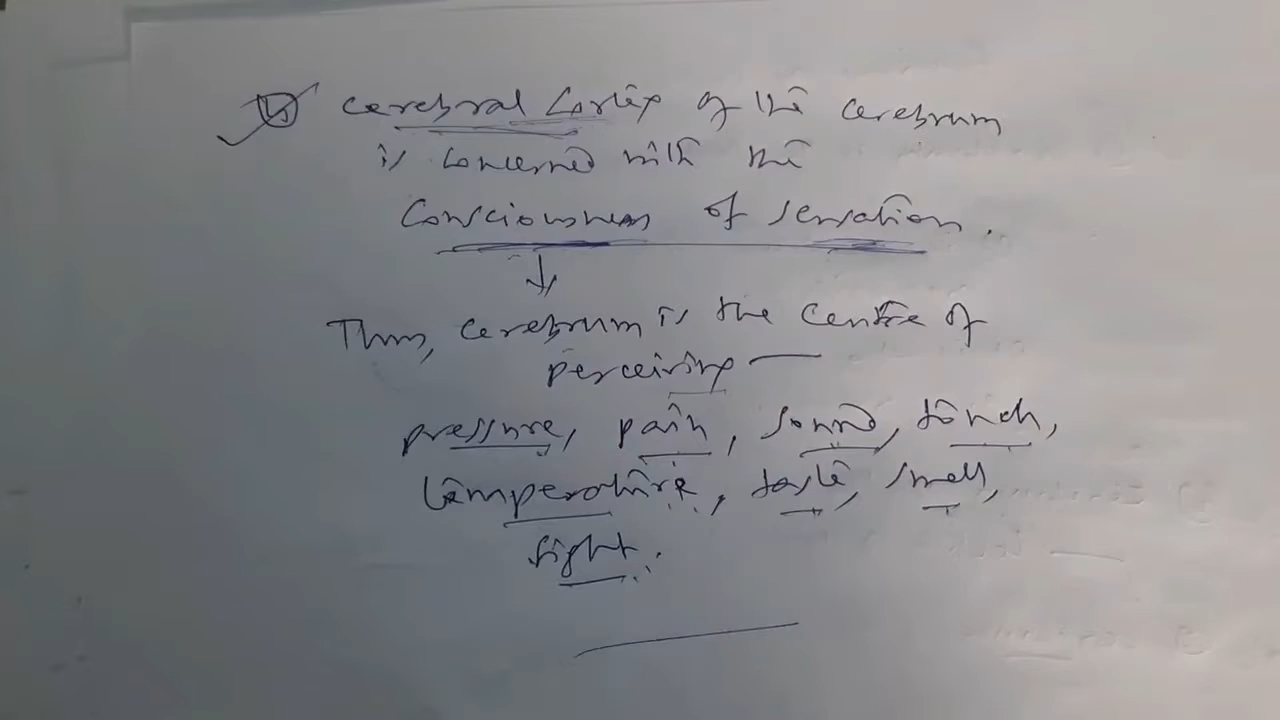 Cerebral Cortex of the Cerebrum
is concerned with the
Consciousness of sensation.
Thus, Cerebrum is the Centre of
perceiving —
pressure, pain, sound, touch,
temperature, taste, smell,
sight.